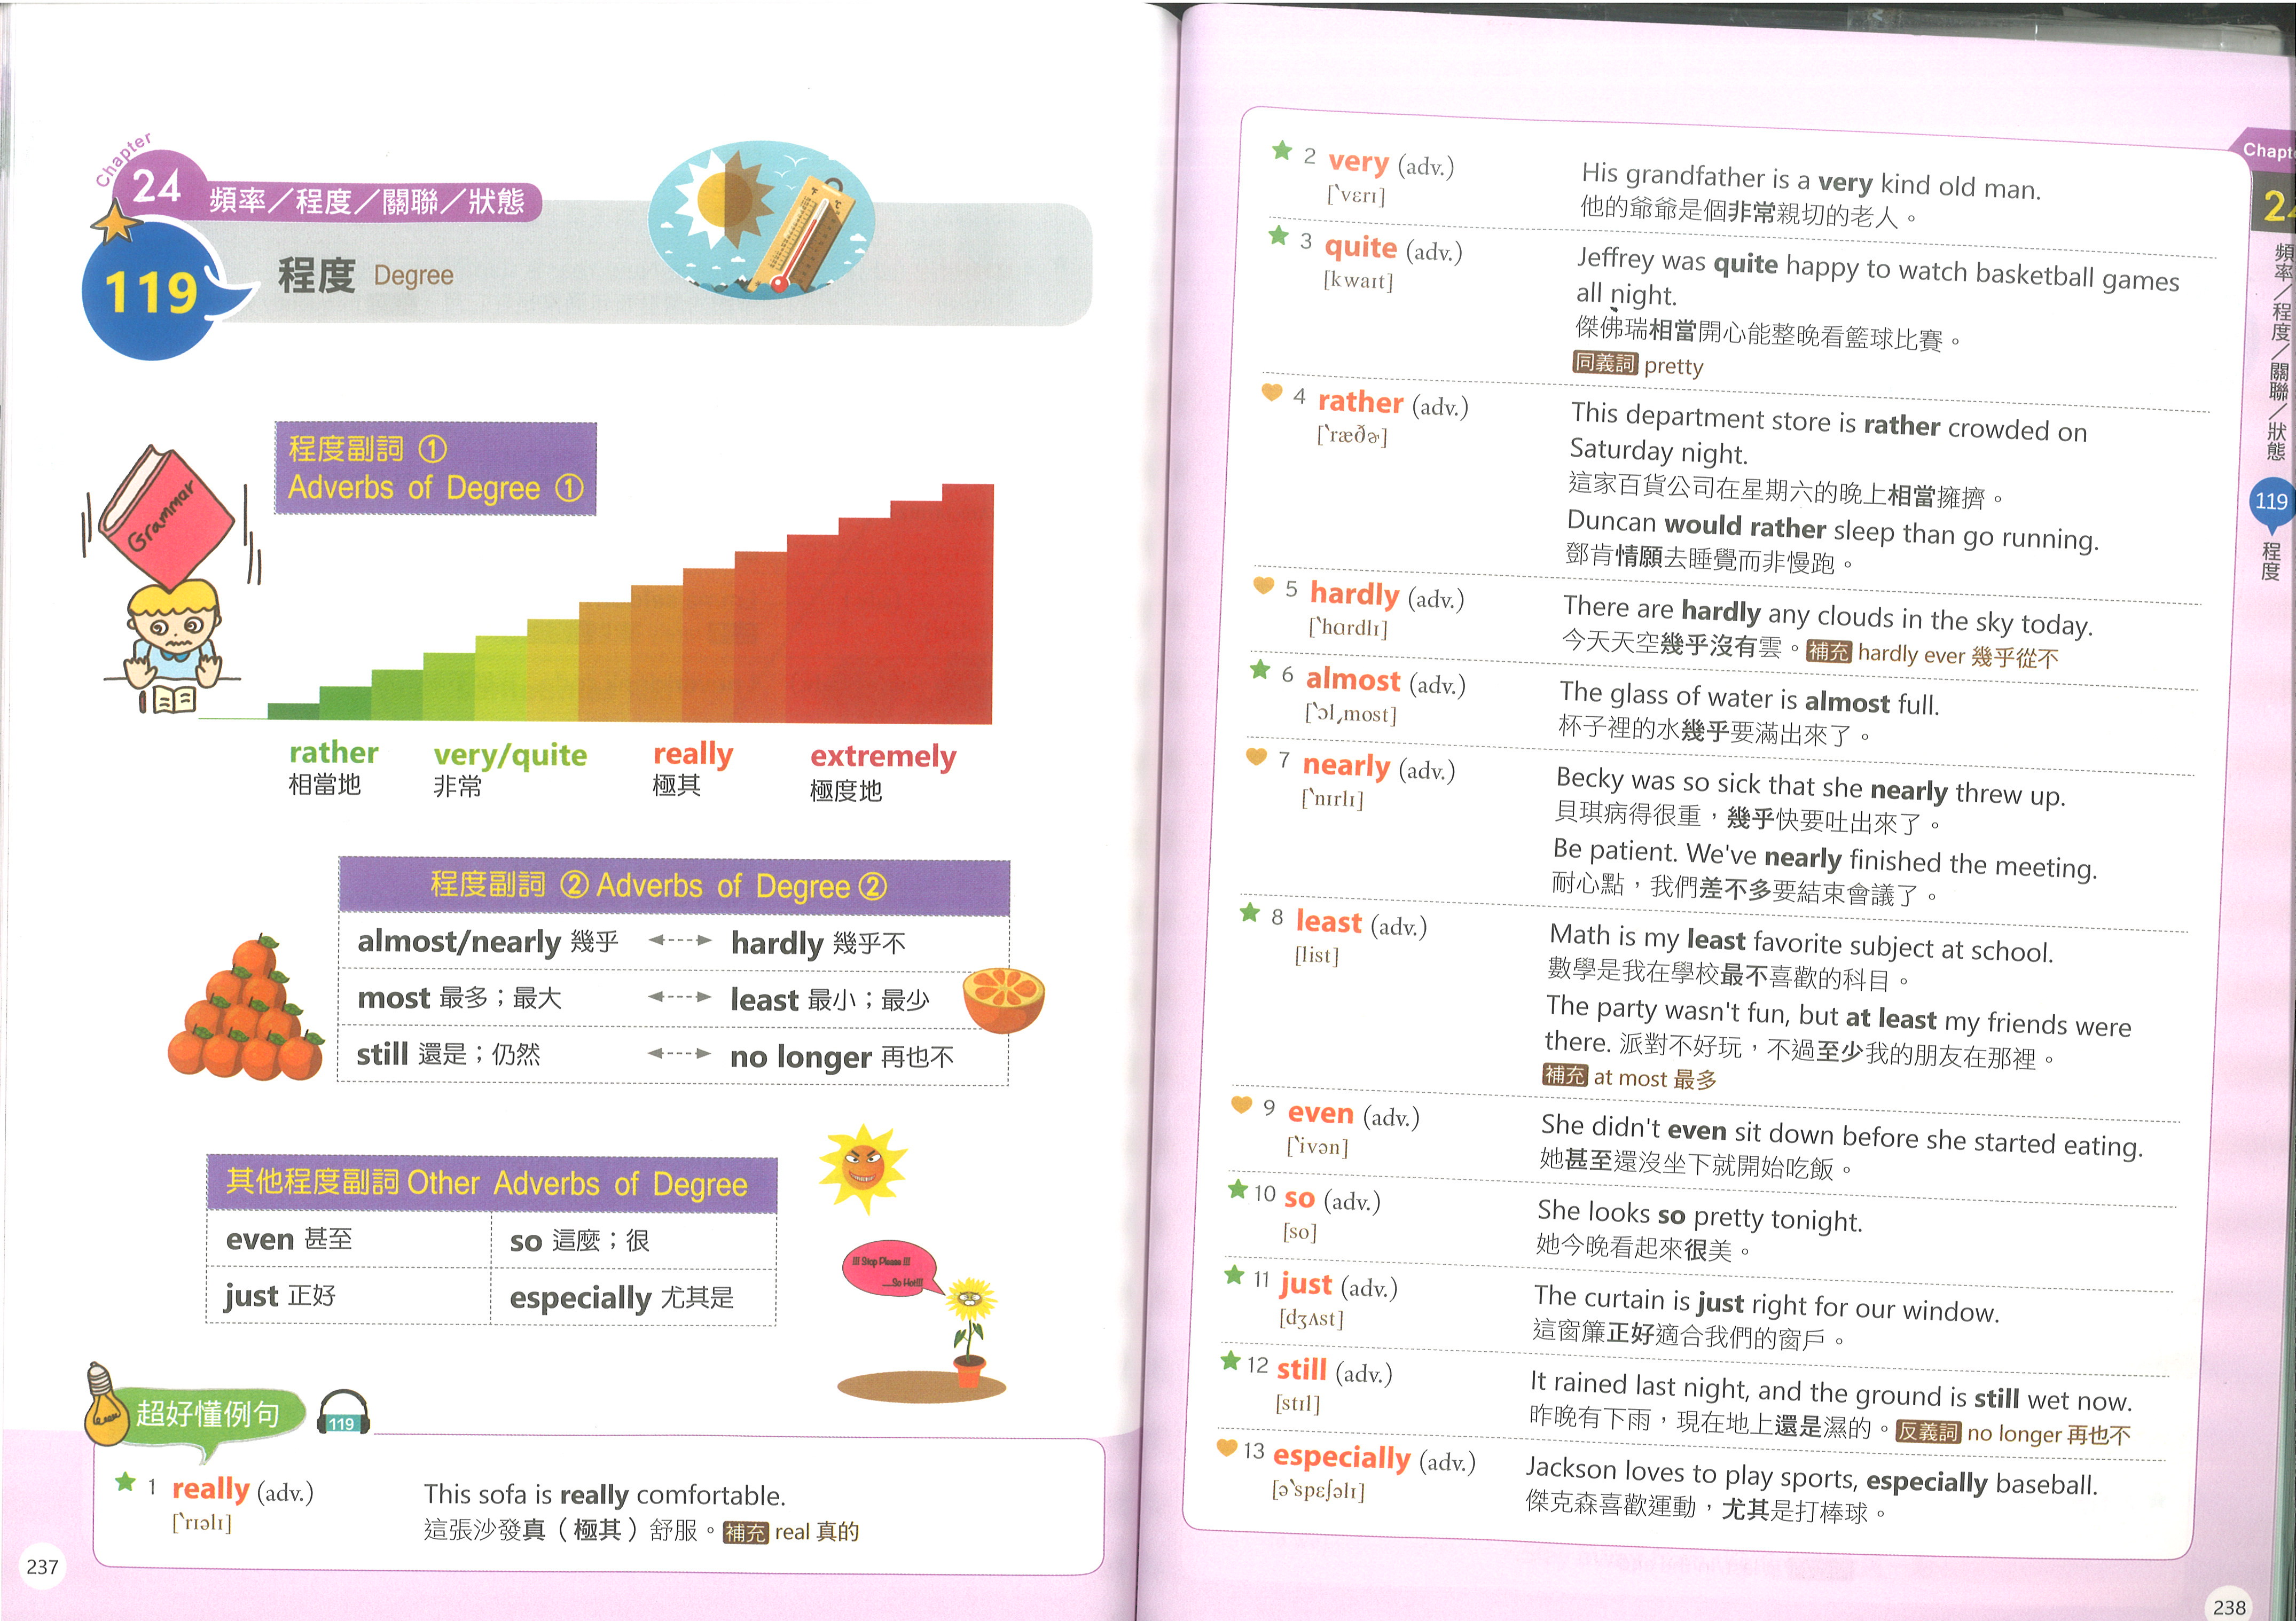 Chapter
24 頻率／程度／關聯／狀態
119 程度 Degree
Grammar
程度副詞 ①
Adverbs of Degree ①
rather very/quite really extremely
相當地 非常 極其 極度地
程度副詞 ② Adverbs of Degree ②
almost/nearly 幾乎 hardly 幾乎不
most 最多；最大 least 最小；最少
still 還是；仍然 no longer 再也不
其他程度副詞 Other Adverbs of Degree
even 甚至 so 這麼；很
just 正好 especially 尤其是
!!! Stop Please !!!
....So Hot!!!
超好懂例句 119
1 really (adv.) This sofa is really comfortable.
[ˋrɪəlɪ] 這張沙發真（極其）舒服。補充 real 真的
237
2 very (adv.) His grandfather is a very kind old man.
[ˋvɛrɪ] 他的爺爺是個非常親切的老人。
3 quite (adv.) Jeffrey was quite happy to watch basketball games
[kwaɪt] all night.
傑佛瑞相當開心能整晚看籃球比賽。
同義詞 pretty
4 rather (adv.) This department store is rather crowded on
[ˋræðɚ] Saturday night.
這家百貨公司在星期六的晚上相當擁擠。
Duncan would rather sleep than go running.
鄧肯情願去睡覺而非慢跑。
5 hardly (adv.) There are hardly any clouds in the sky today.
[ˋhɑrdlɪ] 今天天空幾乎沒有雲。補充 hardly ever 幾乎從不
6 almost (adv.) The glass of water is almost full.
[ˋɔlˏmost] 杯子裡的水幾乎要滿出來了。
7 nearly (adv.) Becky was so sick that she nearly threw up.
[ˋnɪrlɪ] 貝琪病得很重，幾乎快要吐出來了。
Be patient. We've nearly finished the meeting.
耐心點，我們差不多要結束會議了。
8 least (adv.) Math is my least favorite subject at school.
[list] 數學是我在學校最不喜歡的科目。
The party wasn't fun, but at least my friends were
there. 派對不好玩，不過至少我的朋友在那裡。
補充 at most 最多
9 even (adv.) She didn't even sit down before she started eating.
[ˋivən] 她甚至還沒坐下就開始吃飯。
10 so (adv.) She looks so pretty tonight.
[so] 她今晚看起來很美。
11 just (adv.) The curtain is just right for our window.
[dʒʌst] 這窗簾正好適合我們的窗戶。
12 still (adv.) It rained last night, and the ground is still wet now.
[stɪl] 昨晚有下雨，現在地上還是濕的。反義詞 no longer 再也不
13 especially (adv.) Jackson loves to play sports, especially baseball.
[əˋspɛʃəlɪ] 傑克森喜歡運動，尤其是打棒球。
頻率／程度／關聯／狀態
119
程度
238